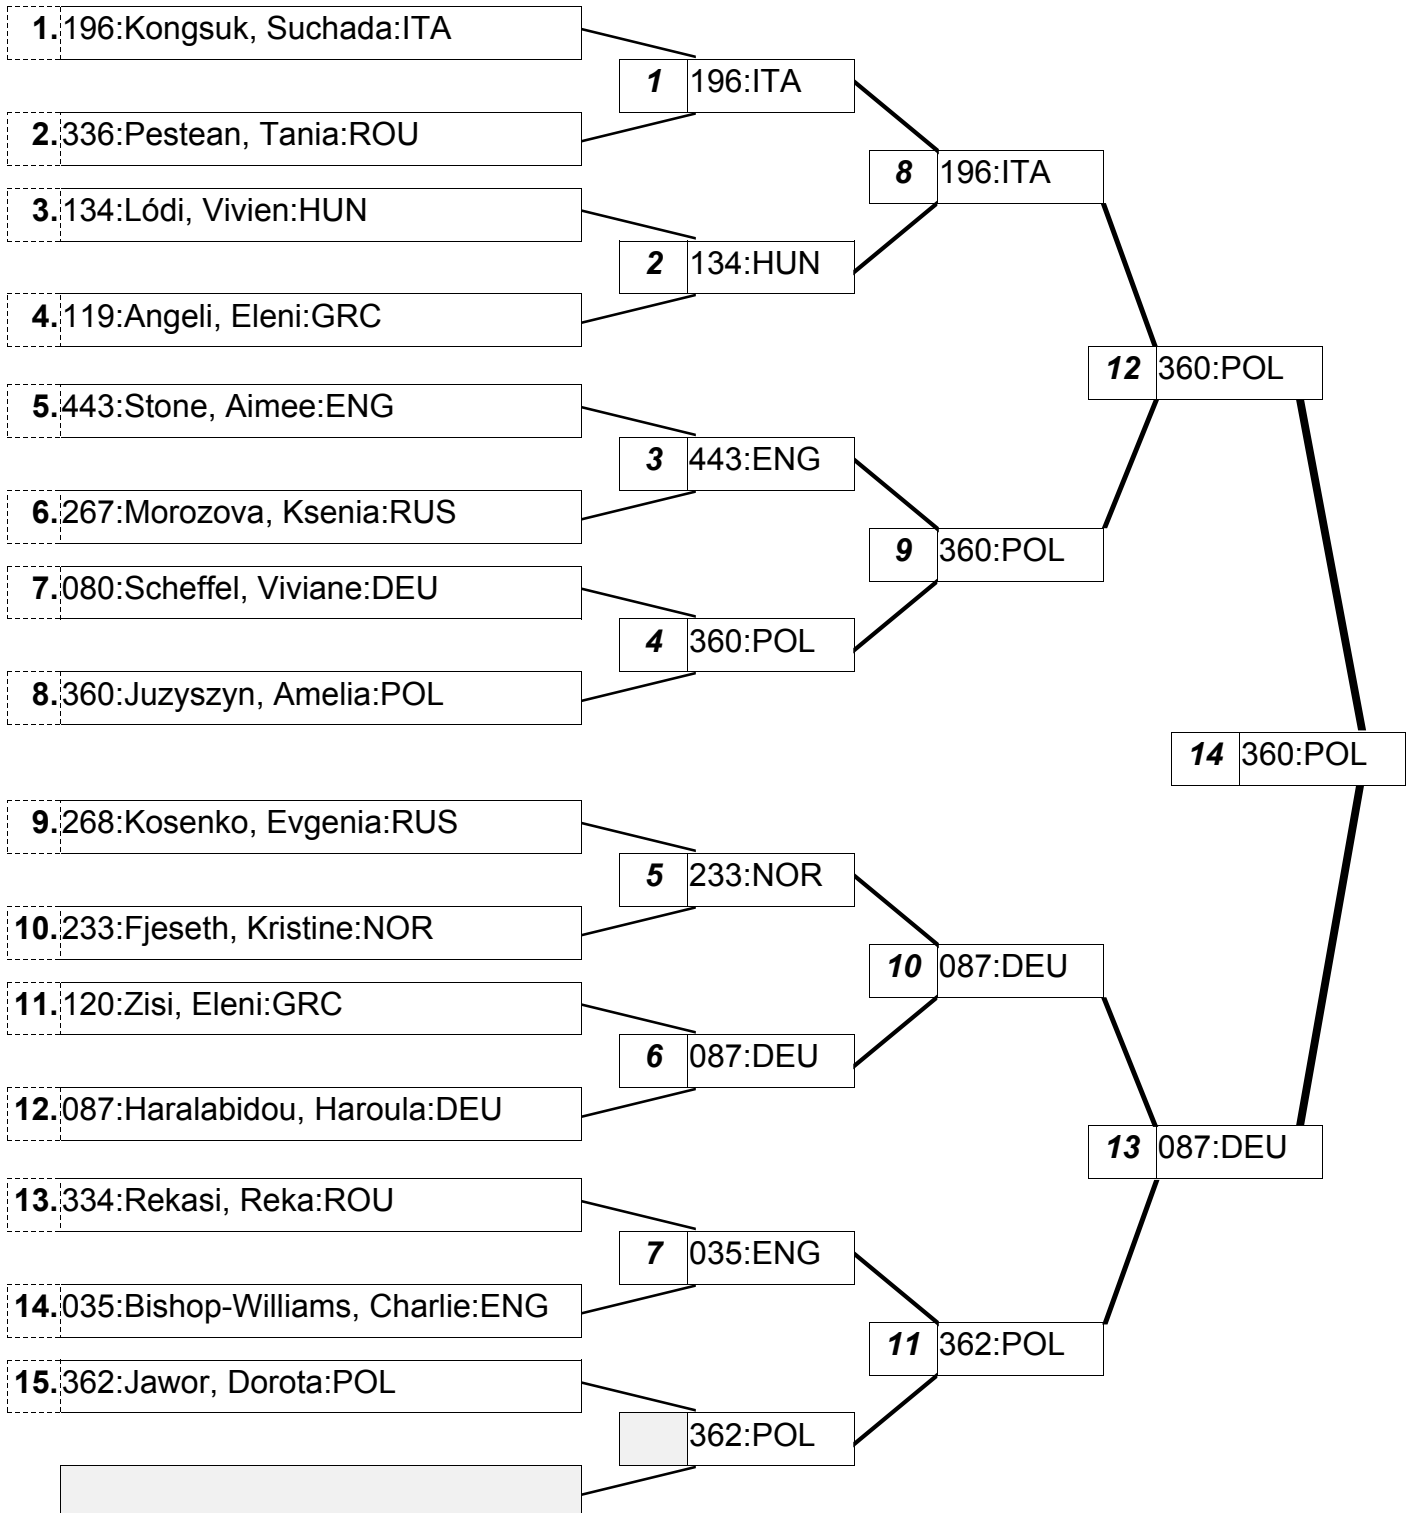 1. 196:Kongsuk, Suchada:ITA
1 196:ITA
2. 336:Pestean, Tania:ROU
8 196:ITA
3. 134:Lódi, Vivien:HUN
2 134:HUN
4. 119:Angeli, Eleni:GRC
12 360:POL
5. 443:Stone, Aimee:ENG
3 443:ENG
6. 267:Morozova, Ksenia:RUS
9 360:POL
7. 080:Scheffel, Viviane:DEU
4 360:POL
8. 360:Juzyszyn, Amelia:POL
14 360:POL
9. 268:Kosenko, Evgenia:RUS
5 233:NOR
10. 233:Fjeseth, Kristine:NOR
10 087:DEU
11. 120:Zisi, Eleni:GRC
6 087:DEU
12. 087:Haralabidou, Haroula:DEU
13 087:DEU
13. 334:Rekasi, Reka:ROU
7 035:ENG
14. 035:Bishop-Williams, Charlie:ENG
11 362:POL
15. 362:Jawor, Dorota:POL
362:POL